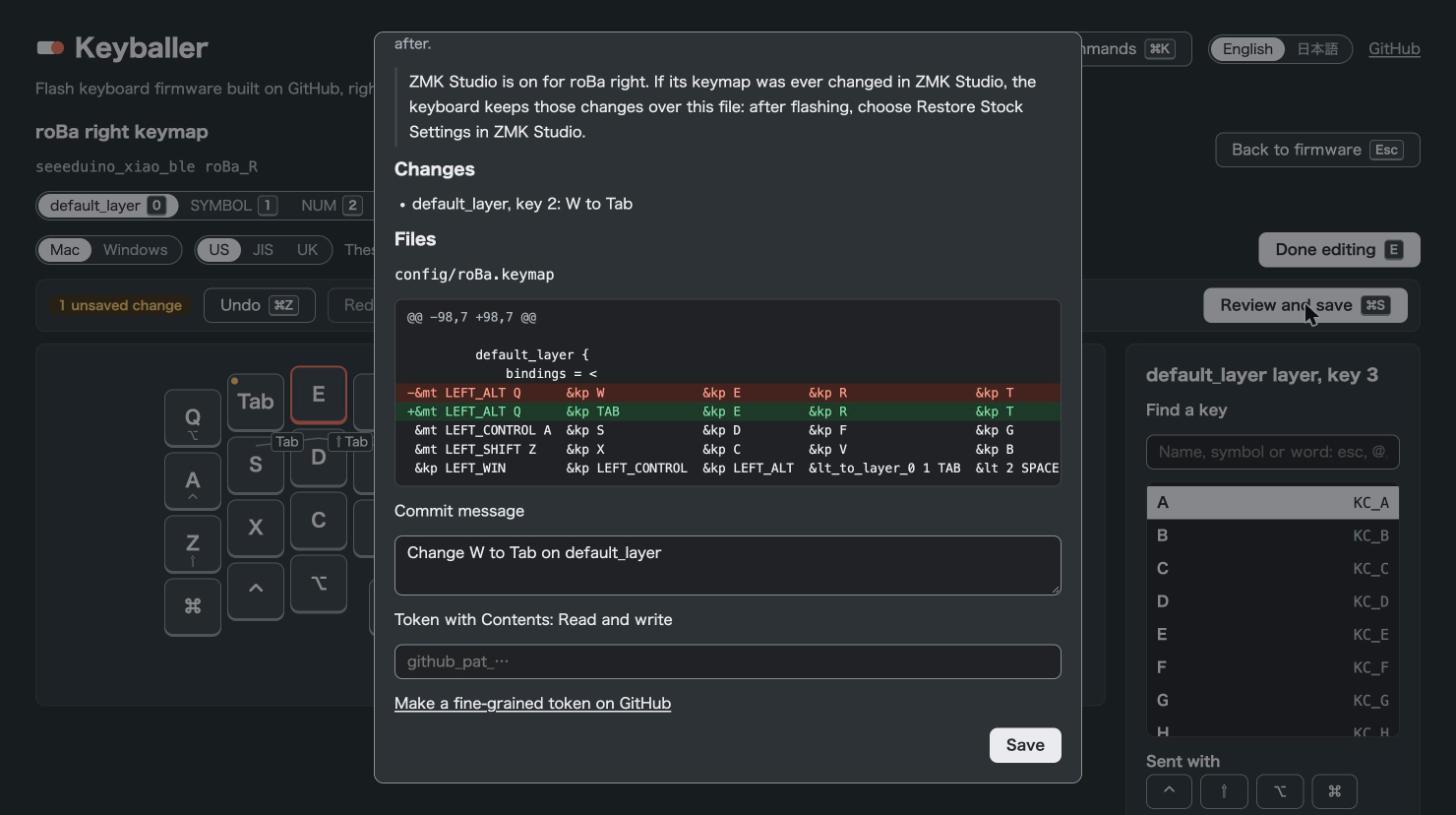 Keyballer
mmands ⌘K
English 日本語 GitHub
Flash keyboard firmware built on GitHub, righ
roBa right keymap
seeeduino_xiao_ble roBa_R
Back to firmware Esc
default_layer 0 SYMBOL 1 NUM 2
Mac Windows US JIS UK Thes
Done editing E
1 unsaved change Undo ⌘Z Red
Review and save ⌘S
after.
ZMK Studio is on for roBa right. If its keymap was ever changed in ZMK Studio, the
keyboard keeps those changes over this file: after flashing, choose Restore Stock
Settings in ZMK Studio.
Changes
• default_layer, key 2: W to Tab
Files
config/roBa.keymap
@@ -98,7 +98,7 @@
default_layer {
bindings = <
-&mt LEFT_ALT Q &kp W &kp E &kp R &kp T
+&mt LEFT_ALT Q &kp TAB &kp E &kp R &kp T
&mt LEFT_CONTROL A &kp S &kp D &kp F &kp G
&mt LEFT_SHIFT Z &kp X &kp C &kp V &kp B
&kp LEFT_WIN &kp LEFT_CONTROL &kp LEFT_ALT &lt_to_layer_0 1 TAB &lt 2 SPACE
Commit message
Change W to Tab on default_layer
Token with Contents: Read and write
github_pat_…
Make a fine-grained token on GitHub
Save
Q ⌥ Tab E
Tab ⇧Tab
A ^ S D
Z ⇧ X C
⌘ ^ ⌥
default_layer layer, key 3
Find a key
Name, symbol or word: esc, @
A KC_A
B KC_B
C KC_C
D KC_D
E KC_E
F KC_F
G KC_G
H KC_H
Sent with
^ ⇧ ⌥ ⌘